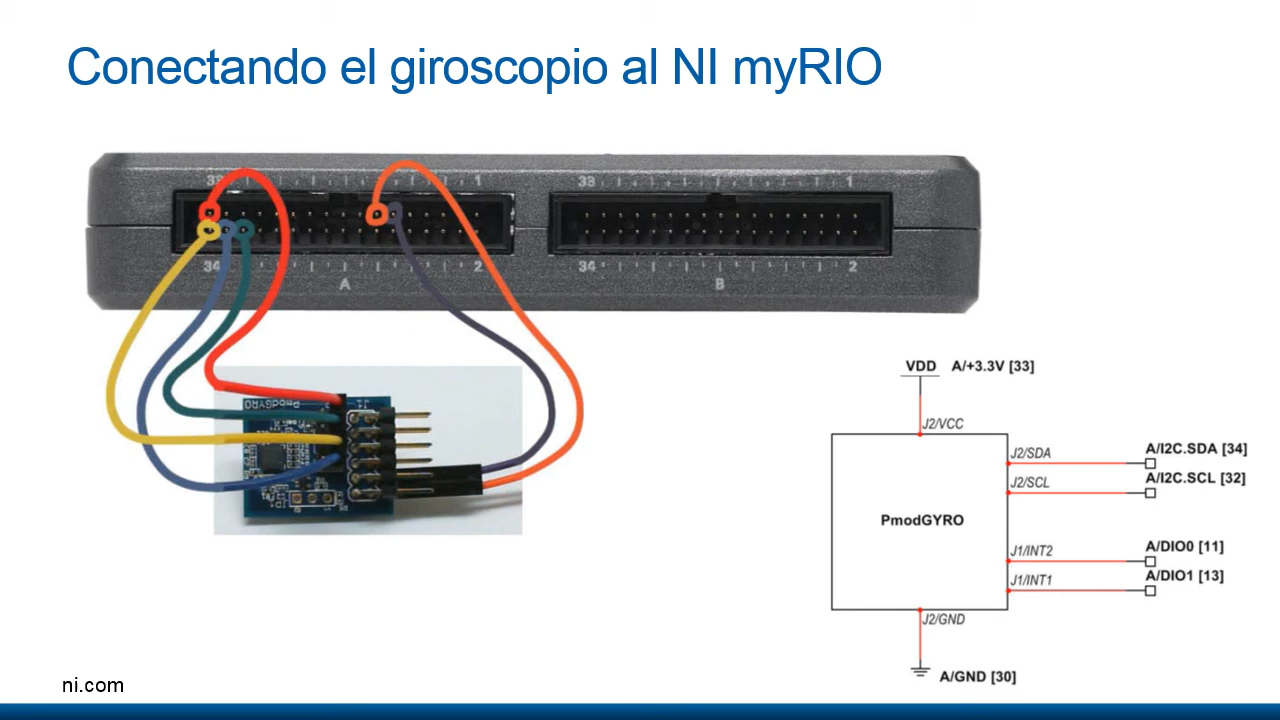 Conectando el giroscopio al NI myRIO
33 1 33 1
34 2 34 2
A B
PmodGYRO
VDD A/+3.3V [33]
J2/VCC
J2/SDA A/I2C.SDA [34]
J2/SCL A/I2C.SCL [32]
PmodGYRO
J1/INT2 A/DIO0 [11]
J1/INT1 A/DIO1 [13]
J2/GND
A/GND [30]
ni.com